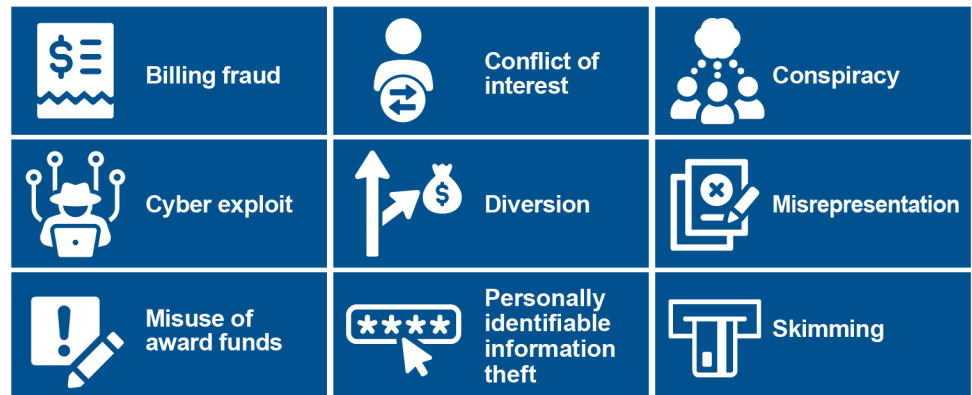 Billing fraud
Conflict of
interest
Conspiracy
Cyber exploit
Diversion
Misrepresentation
Misuse of
award funds
Personally
identifiable
information
theft
Skimming